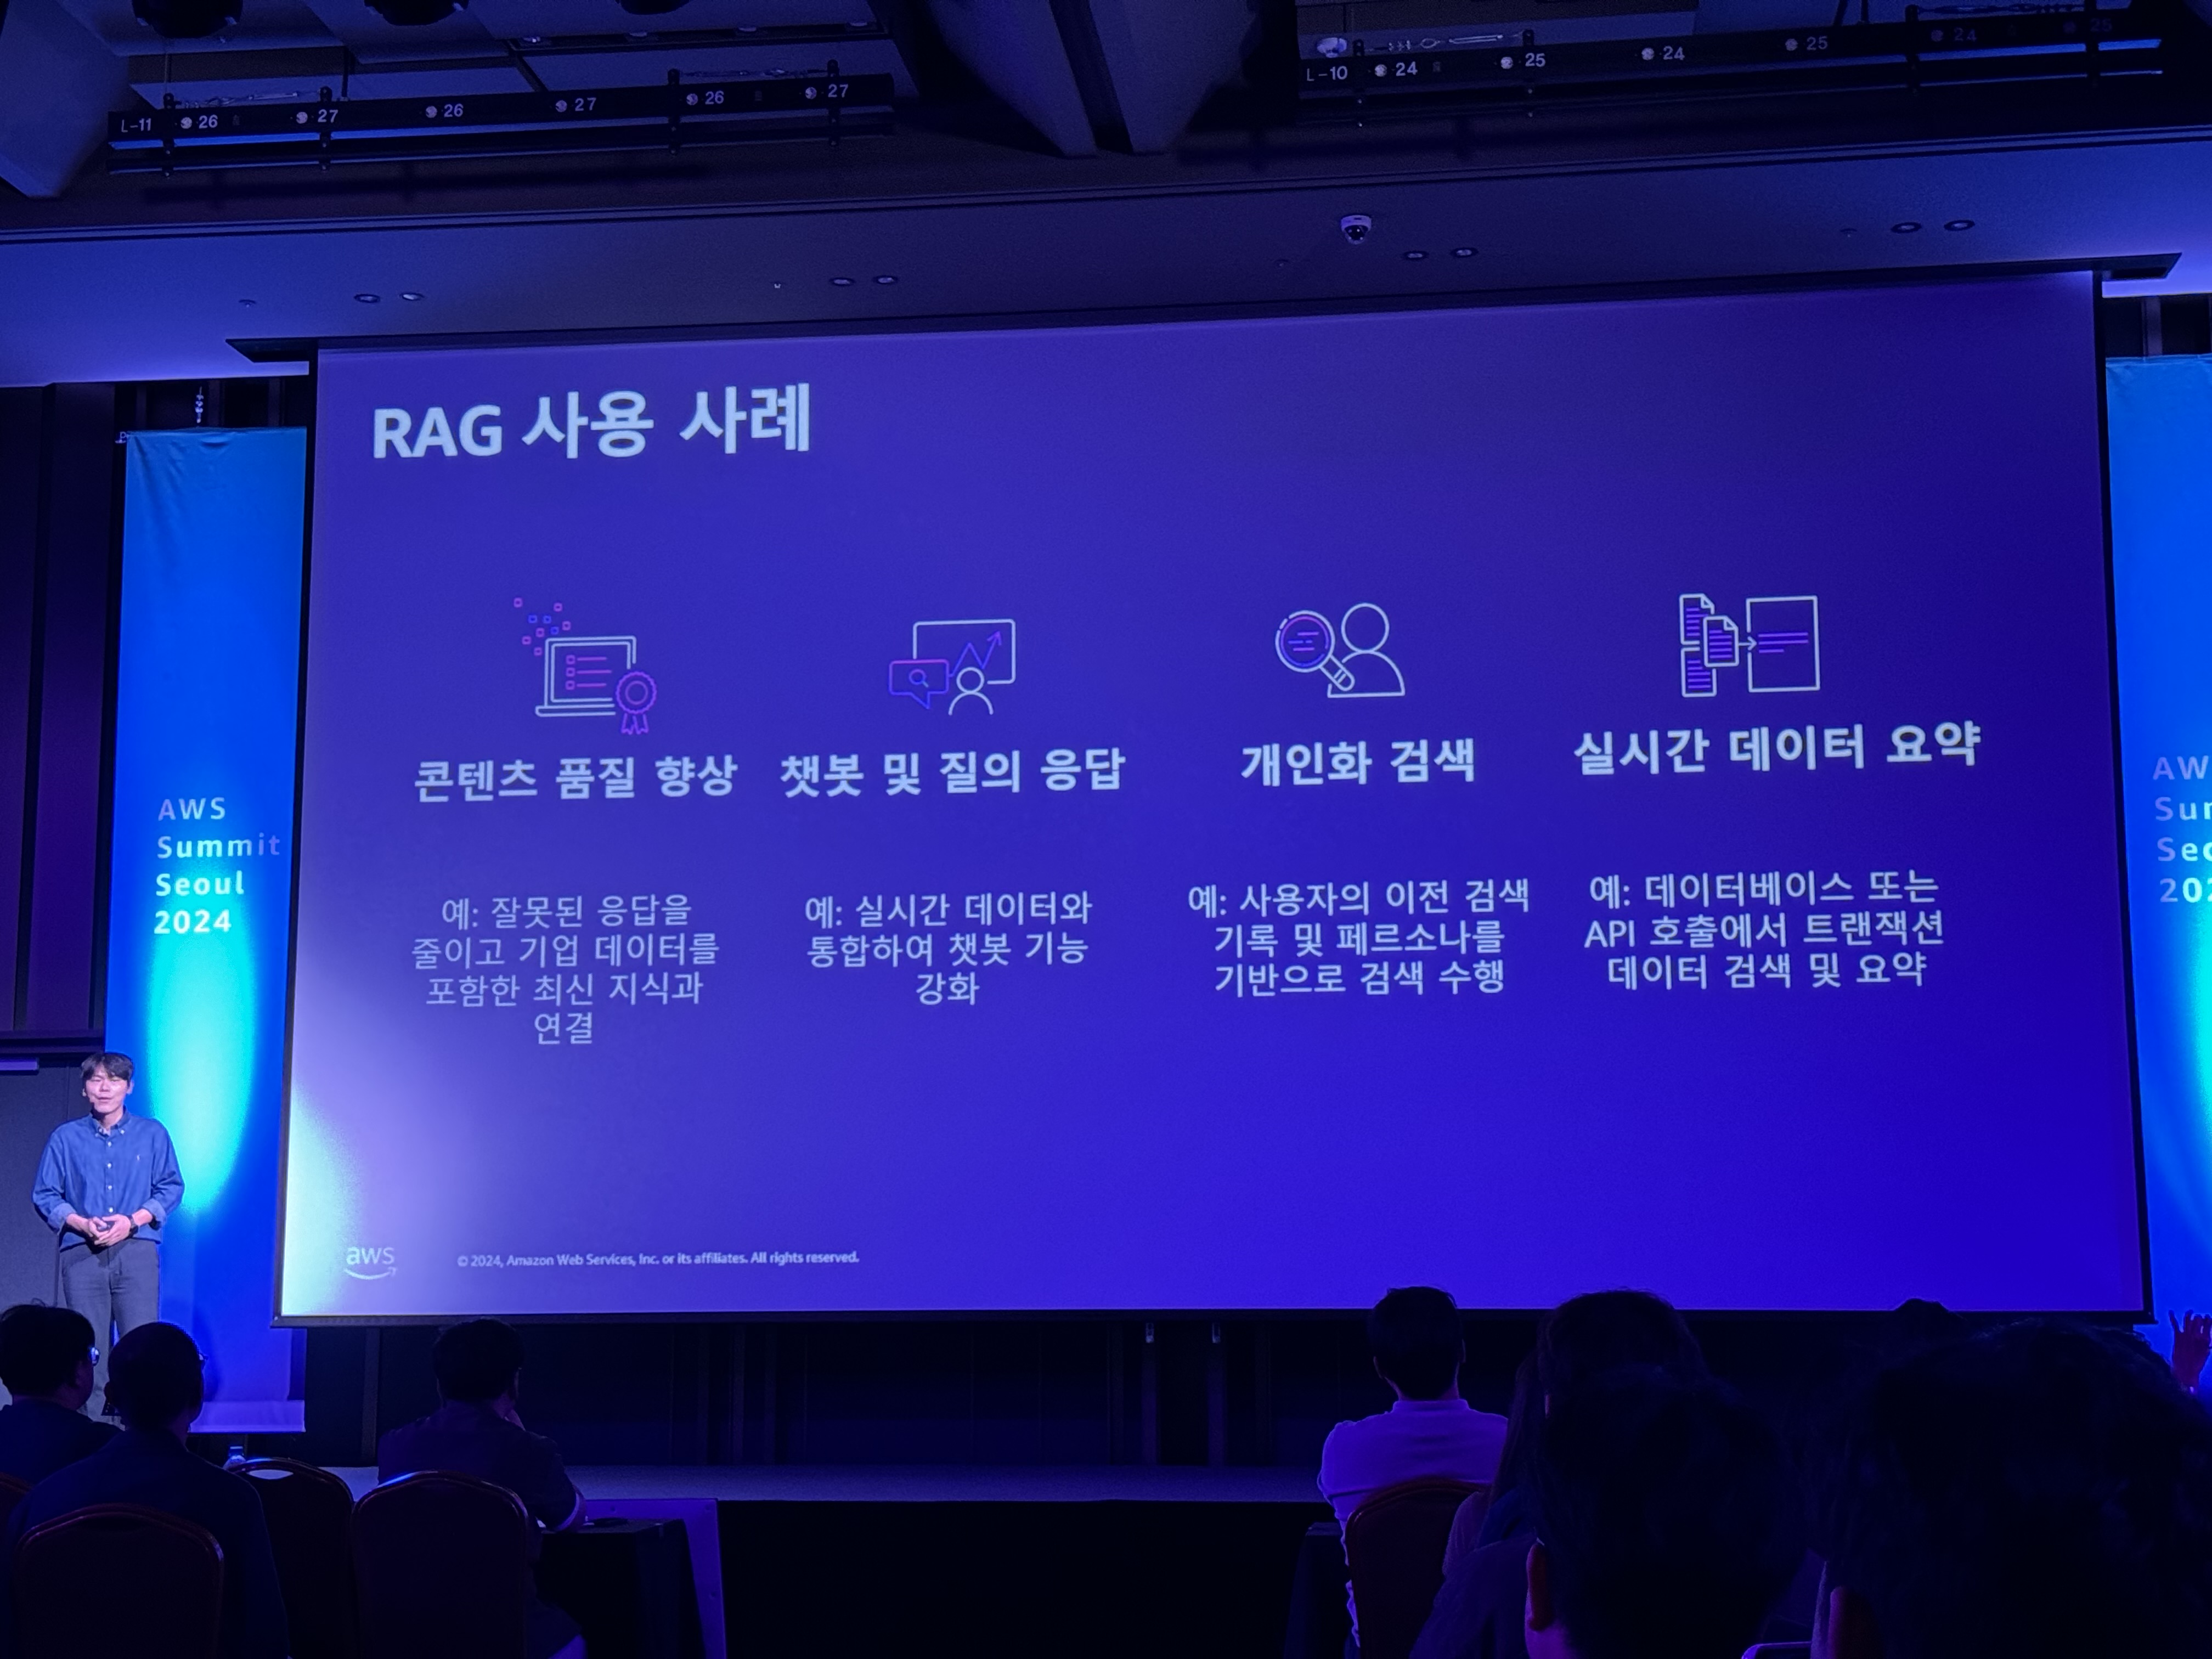 L-11 26 27 26 27 26 27
L-10 24 25 24 25 24 25
RAG 사용 사례
콘텐츠 품질 향상
예: 잘못된 응답을
줄이고 기업 데이터를
포함한 최신 지식과
연결
챗봇 및 질의 응답
예: 실시간 데이터와
통합하여 챗봇 기능
강화
개인화 검색
예: 사용자의 이전 검색
기록 및 페르소나를
기반으로 검색 수행
실시간 데이터 요약
예: 데이터베이스 또는
API 호출에서 트랜잭션
데이터 검색 및 요약
aws
© 2024, Amazon Web Services, Inc. or its affiliates. All rights reserved.
AWS
Summit
Seoul
2024
AW
Sum
Seo
202